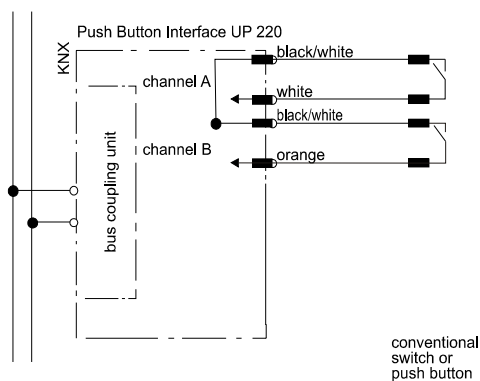 Push Button Interface UP 220
KNX
black/white
channel A
white
black/white
channel B
orange
bus coupling unit
conventional
switch or
push button